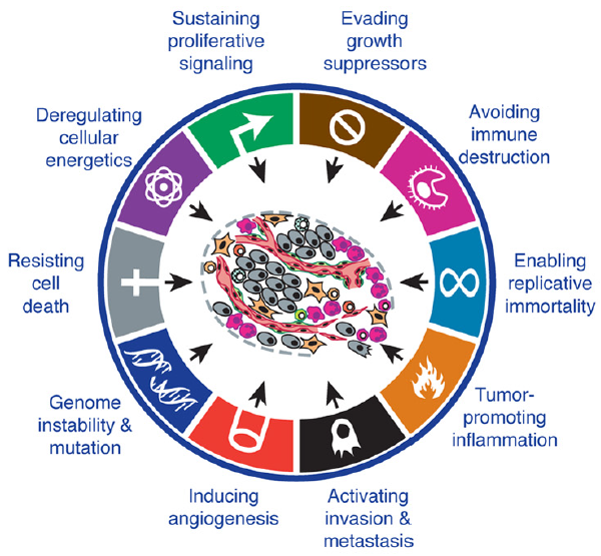 Sustaining
proliferative
signaling
Evading
growth
suppressors
Avoiding
immune
destruction
Enabling
replicative
immortality
Tumor-
promoting
inflammation
Activating
invasion &
metastasis
Inducing
angiogenesis
Genome
instability &
mutation
Resisting
cell
death
Deregulating
cellular
energetics